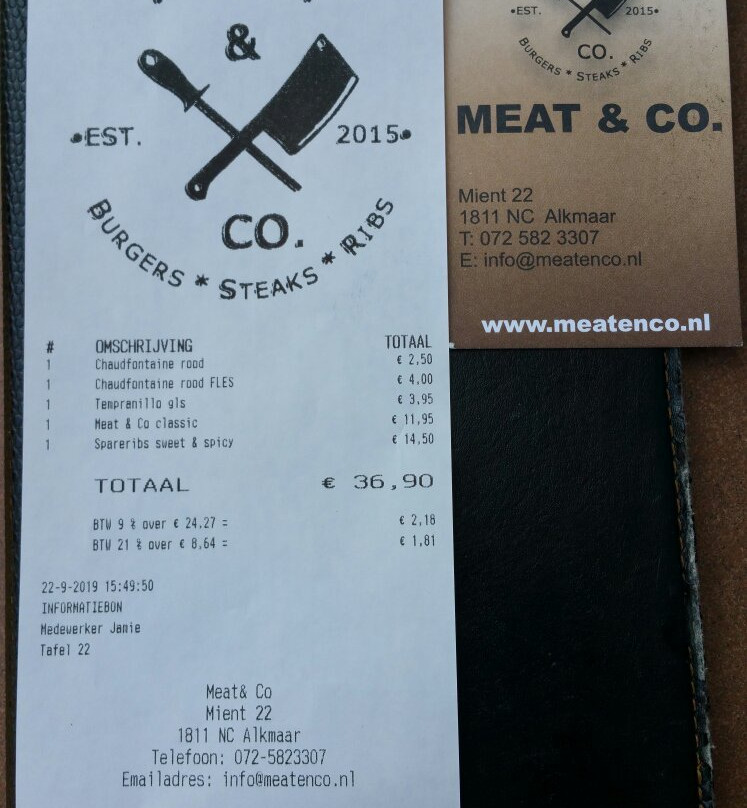 &
•EST. 2015•
CO.
BURGERS * STEAKS * RIBS
# OMSCHRIJVING TOTAAL
1 Chaudfontaine rood € 2,50
1 Chaudfontaine rood FLES € 4,00
1 Tempranillo gls € 3,95
1 Meat & Co classic € 11,95
1 Spareribs sweet & spicy € 14,50
TOTAAL € 36,90
BTW 9 % over € 24,27 = € 2,18
BTW 21 % over € 8,64 = € 1,81
22-9-2019 15:49:50
INFORMATIEBON
Medewerker Jamie
Tafel 22
Meat& Co
Mient 22
1811 NC Alkmaar
Telefoon: 072-5823307
Emailadres: info@meatenco.nl
•EST. 2015•
CO.
BURGERS * STEAKS * RIBS
MEAT & CO.
Mient 22
1811 NC Alkmaar
T: 072 582 3307
E: info@meatenco.nl
www.meatenco.nl